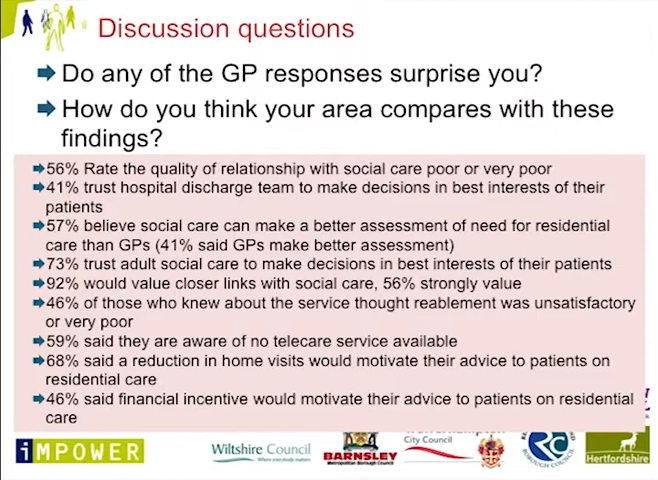 Discussion questions
Do any of the GP responses surprise you?
How do you think your area compares with these
findings?
56% Rate the quality of relationship with social care poor or very poor
41% trust hospital discharge team to make decisions in best interests of their
patients
57% believe social care can make a better assessment of need for residential
care than GPs (41% said GPs make better assessment)
73% trust adult social care to make decisions in best interests of their patients
92% would value closer links with social care, 56% strongly value
46% of those who knew about the service thought reablement was unsatisfactory
or very poor
59% said they are aware of no telecare service available
68% said a reduction in home visits would motivate their advice to patients on
residential care
46% said financial incentive would motivate their advice to patients on residential
care
iMPOWER
Wiltshire Council
Where everybody matters
BARNSLEY
Metropolitan Borough Council
City Council
RC
BOROUGH COUNCIL
Hertfordshire